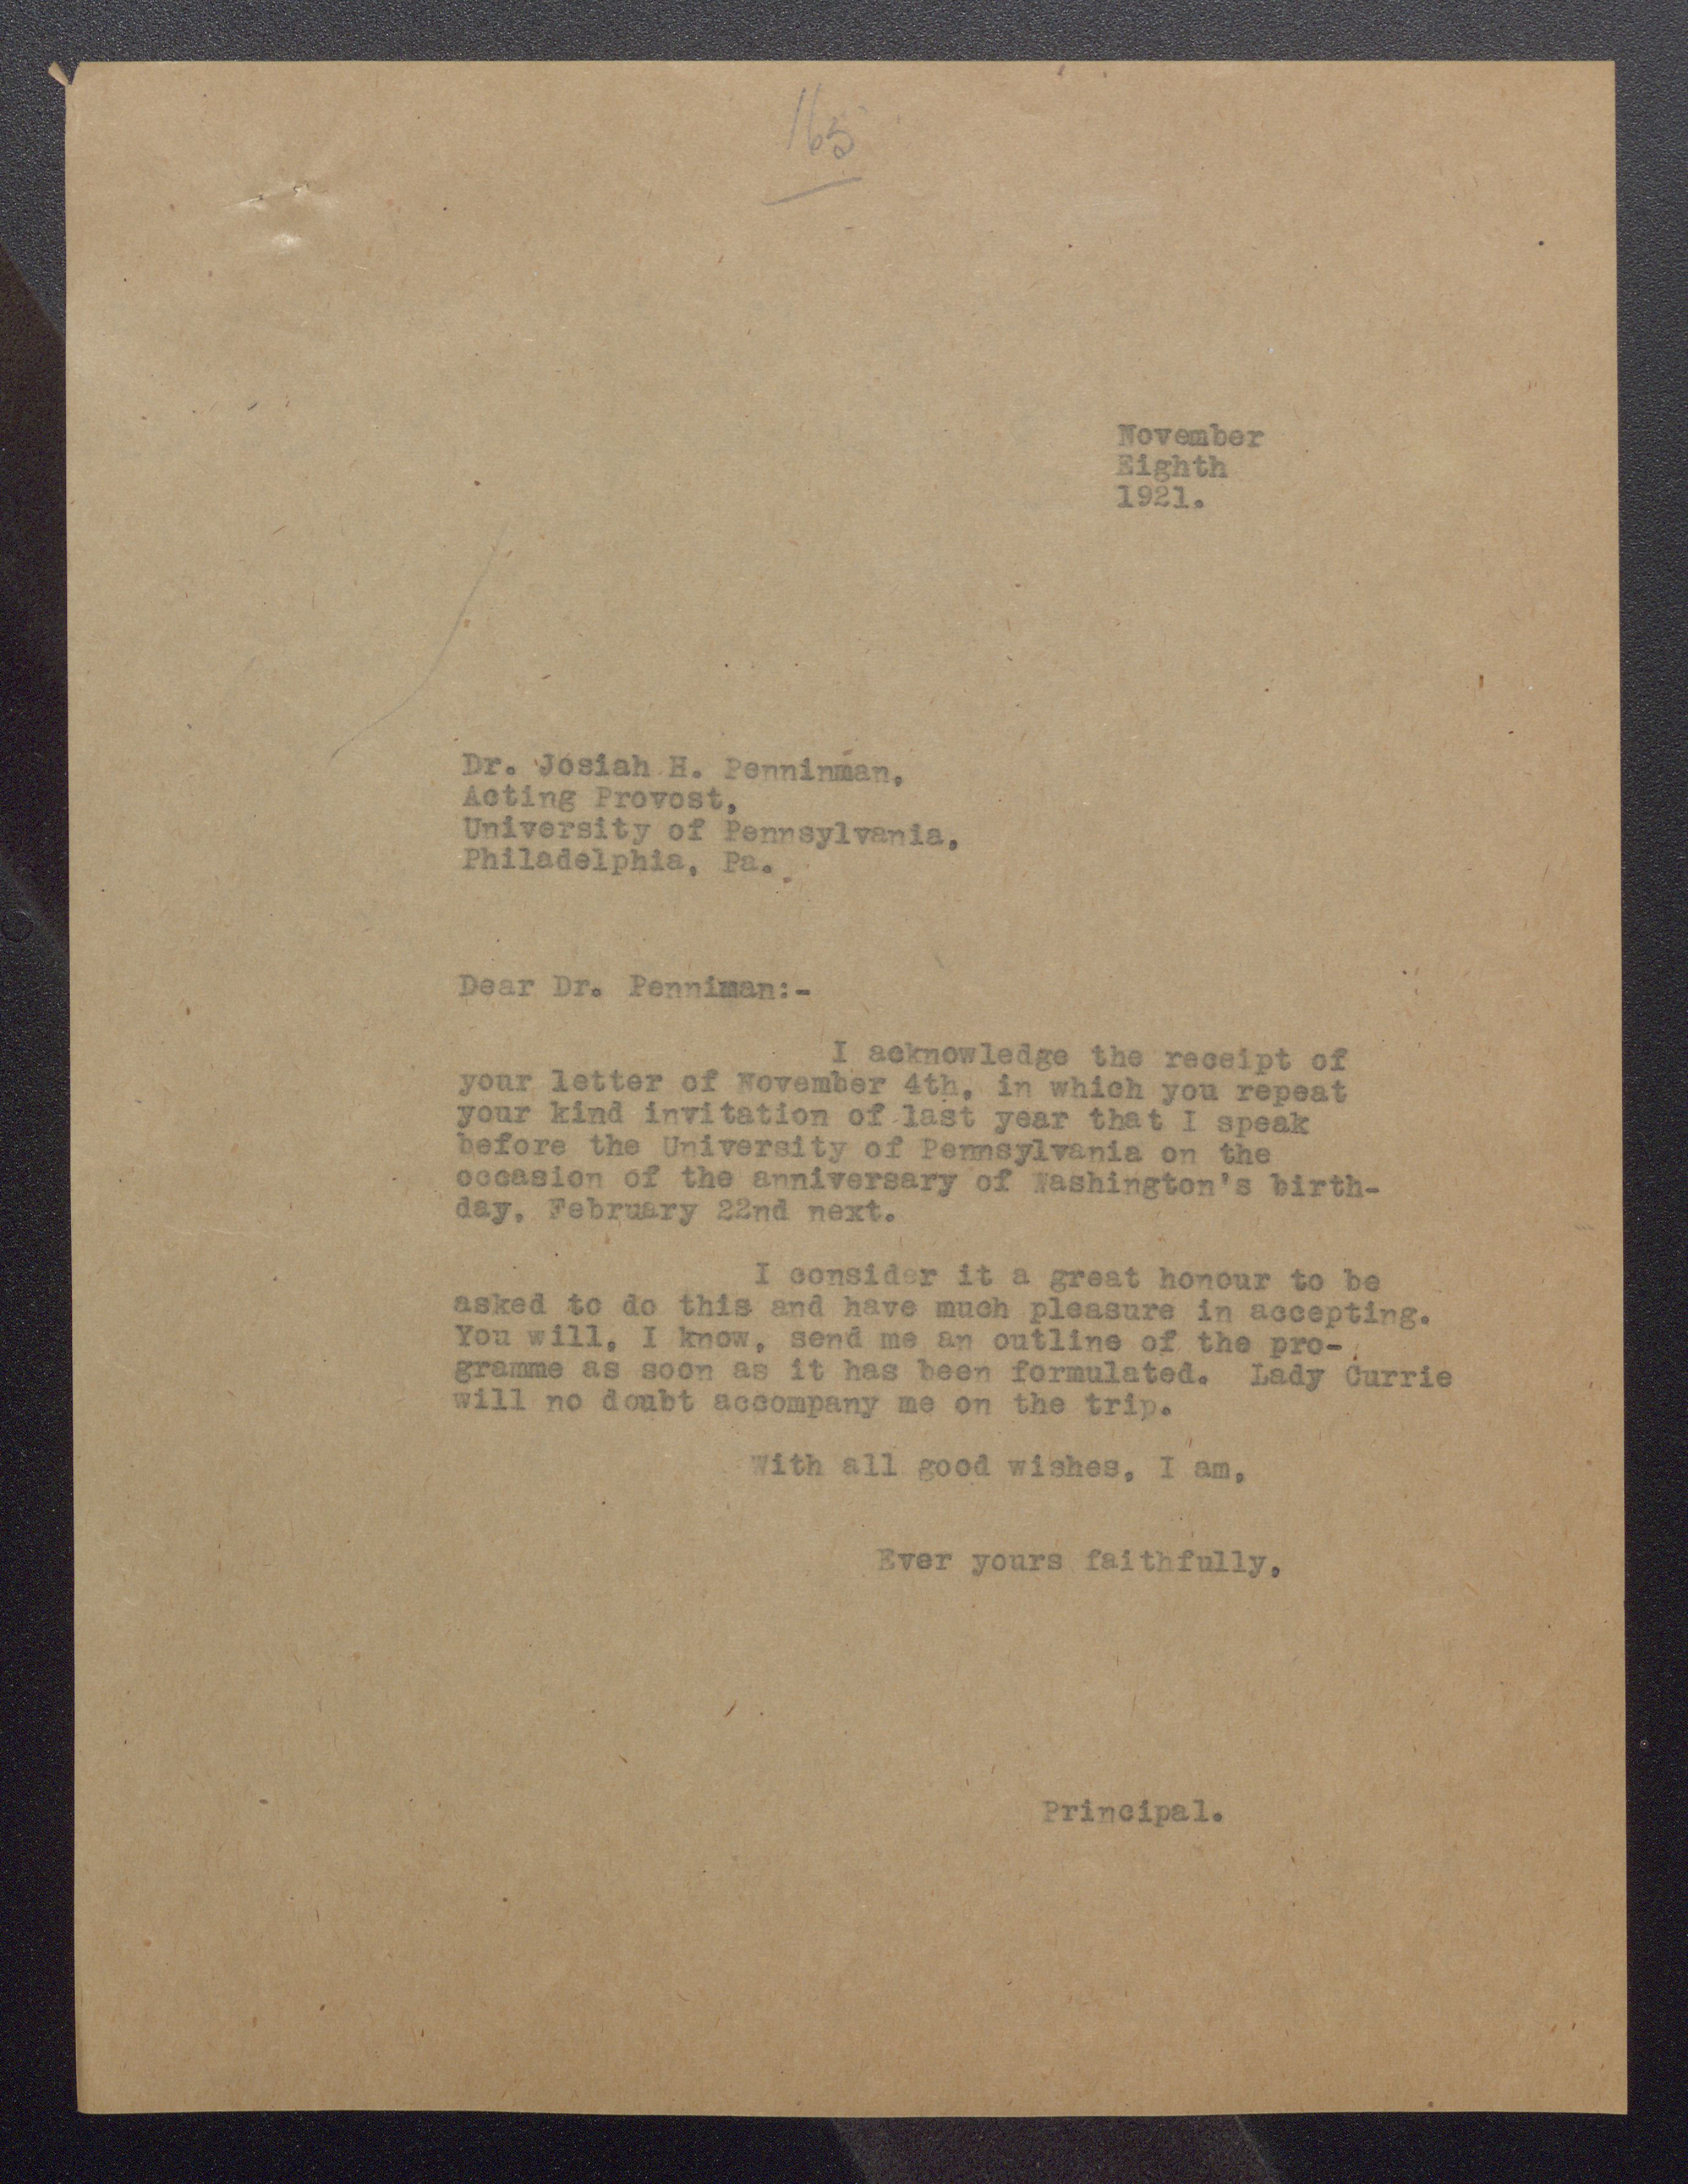 165
November
Eighth
1921.
Dr. Josiah H. Penninman,
Acting Provost,
University of Pennsylvania,
Philadelphia, Pa.
Dear Dr. Penniman:-
I acknowledge the receipt of
your letter of November 4th, in which you repeat
your kind invitation of last year that I speak
before the University of Pennsylvania on the
occasion of the anniversary of Washington's birth-
day, February 22nd next.
I consider it a great honour to be
asked to do this and have much pleasure in accepting.
You will, I know, send me an outline of the pro-
gramme as soon as it has been formulated. Lady Currie
will no doubt accompany me on the trip.
With all good wishes, I am,
Ever yours faithfully,
Principal.